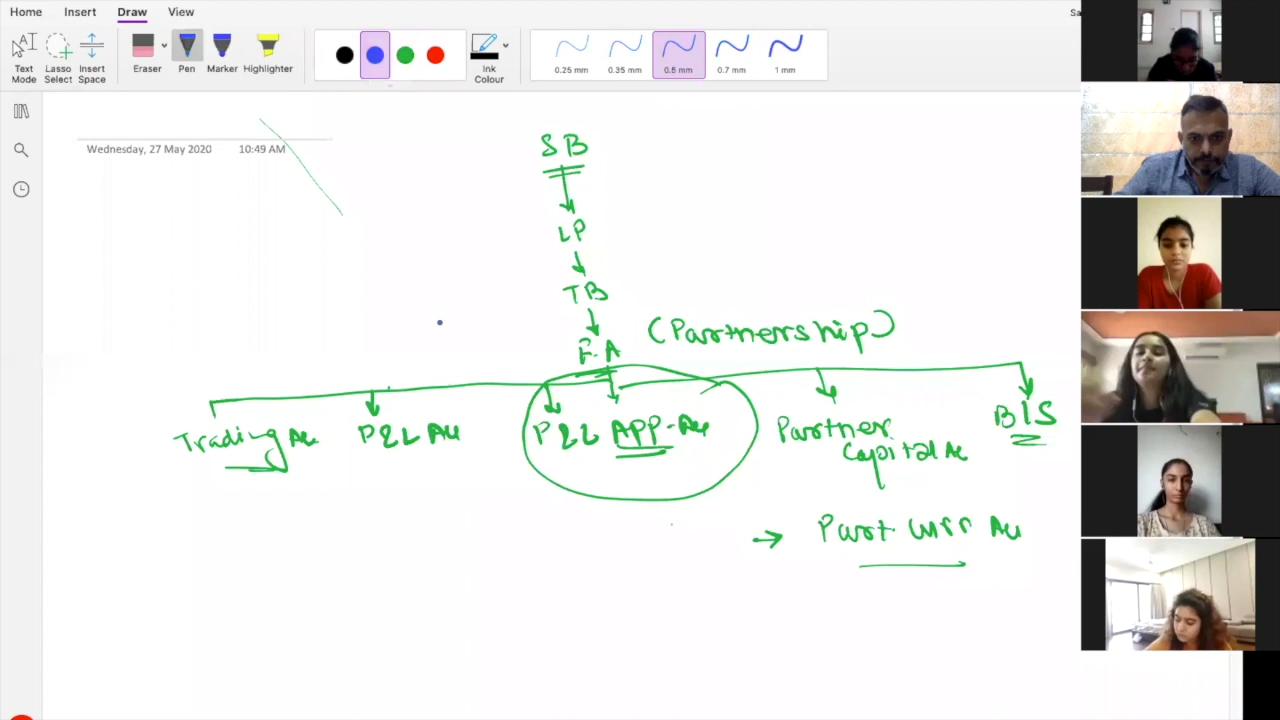 Home Insert Draw View
Sa
Text Mode
Lasso Select
Insert Space
Eraser
Pen
Marker
Highlighter
Ink Colour
0.25 mm
0.35 mm
0.5 mm
0.7 mm
1 mm
Wednesday, 27 May 2020 10:49 AM
SB
LP
TB
F.A (Partnership)
Trading Ac
P&L Ac
P&L APP. Ac
Partner Capital Ac
B/S
→ Part. Curr Ac